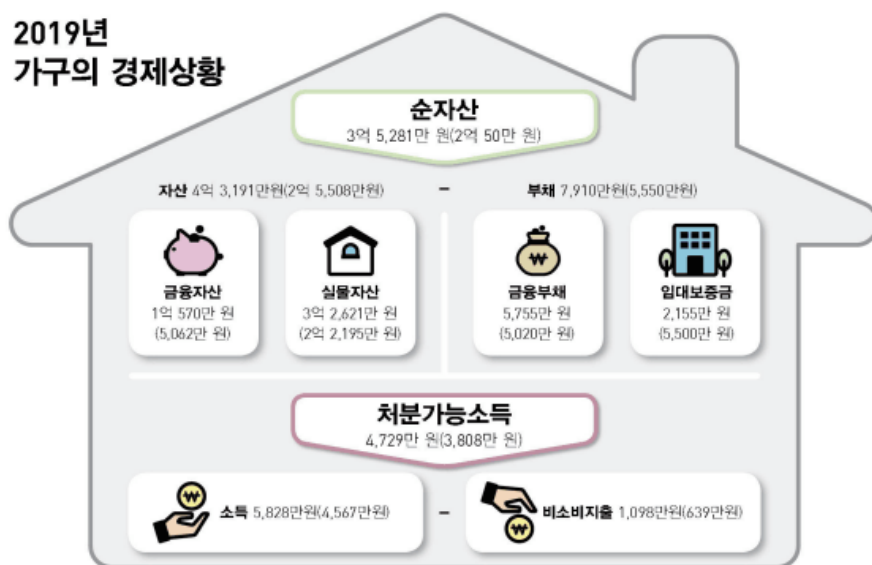 2019년
가구의 경제상황
순자산
3억 5,281만 원(2억 50만 원)
자산 4억 3,191만원(2억 5,508만원)
–
부채 7,910만원(5,550만원)
금융자산
1억 570만 원
(5,062만 원)
실물자산
3억 2,621만 원
(2억 2,195만 원)
금융부채
5,755만 원
(5,020만 원)
임대보증금
2,155만 원
(5,500만 원)
처분가능소득
4,729만 원(3,808만 원)
소득 5,828만원(4,567만원)
–
비소비지출 1,098만원(639만원)